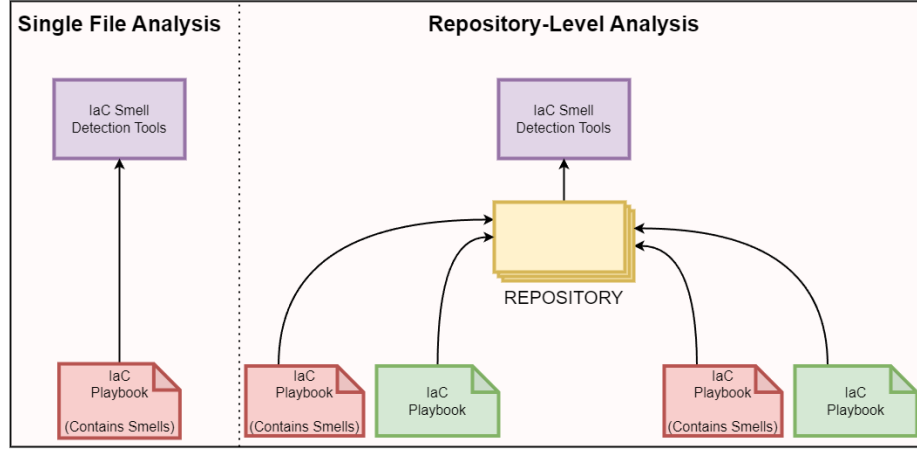 Single File Analysis
Repository-Level Analysis
IaC Smell
Detection Tools
IaC Smell
Detection Tools
REPOSITORY
IaC
Playbook
(Contains Smells)
IaC
Playbook
(Contains Smells)
IaC
Playbook
IaC
Playbook
(Contains Smells)
IaC
Playbook